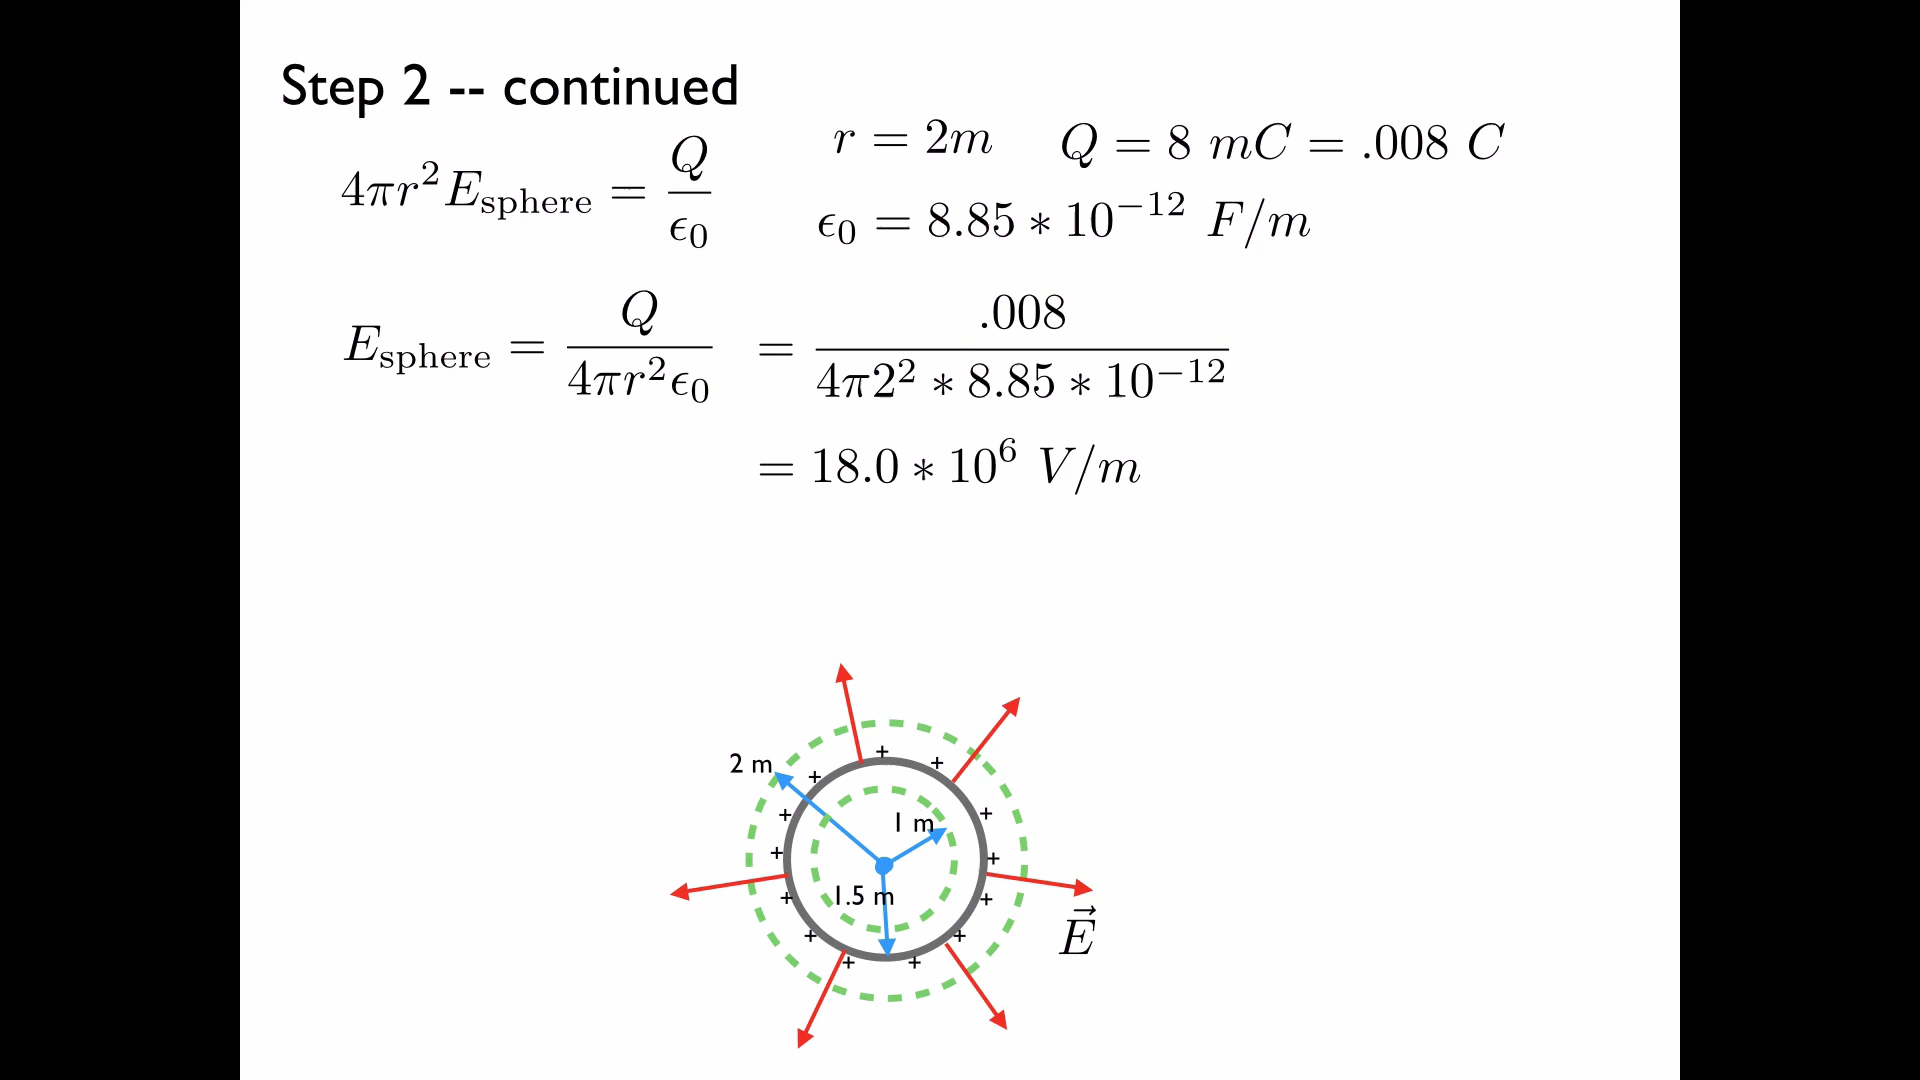 Step 2 -- continued
r = 2m Q = 8 mC = .008 C
4πr²E_sphere = Q/ϵ₀
ϵ₀ = 8.85 * 10⁻¹² F/m
E_sphere = Q/(4πr²ϵ₀) = .008/(4π2² * 8.85 * 10⁻¹²)
= 18.0 * 10⁶ V/m
2 m
1 m
1.5 m
E⃗